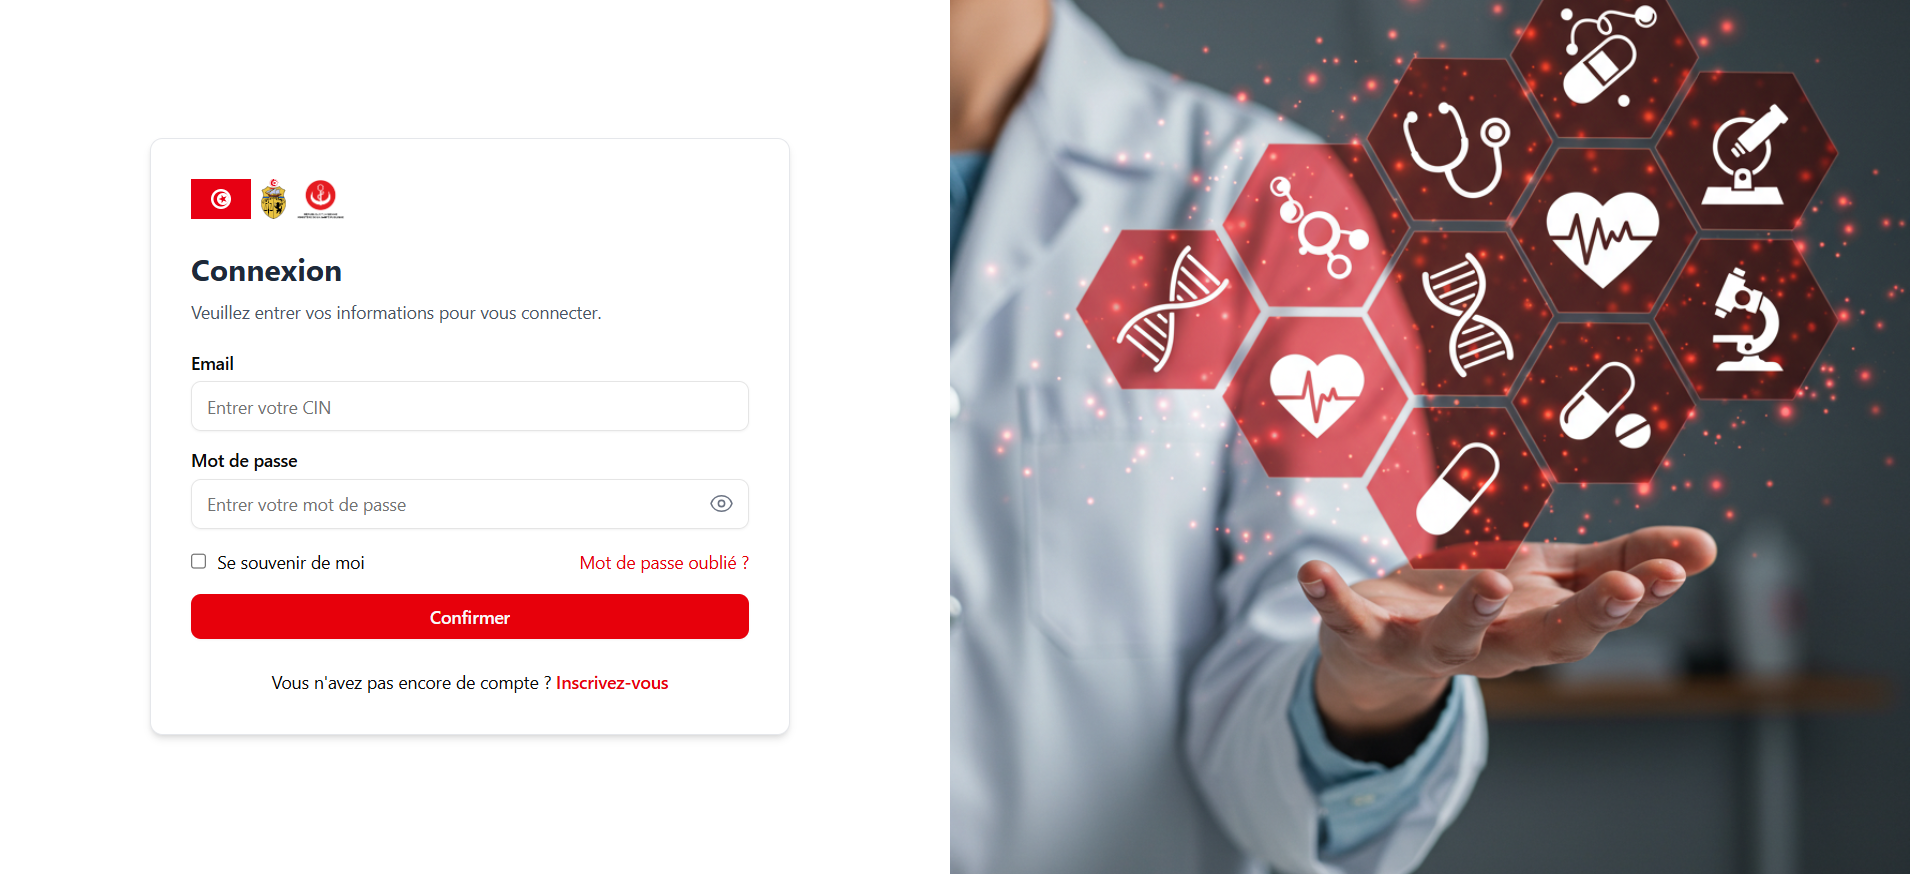 Connexion
Veuillez entrer vos informations pour vous connecter.
Email
Entrer votre CIN
Mot de passe
Entrer votre mot de passe
Se souvenir de moi
Mot de passe oublié ?
Confirmer
Vous n'avez pas encore de compte ? Inscrivez-vous